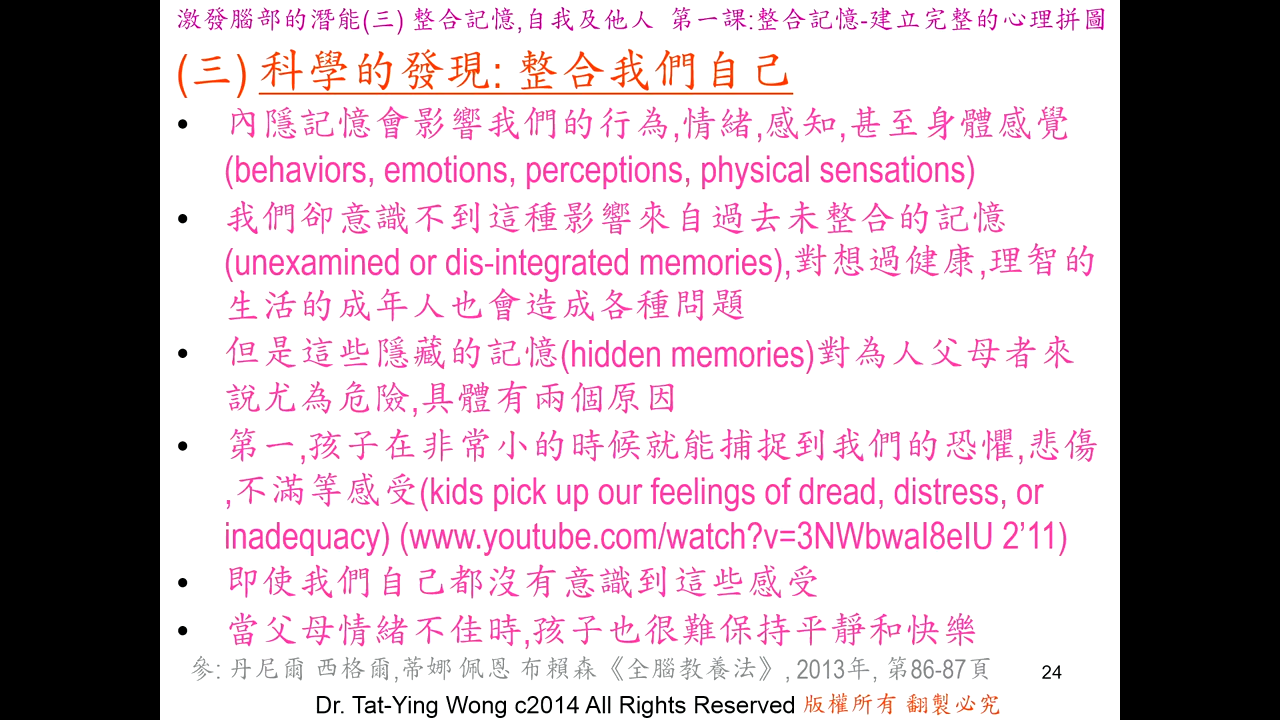 激發腦部的潛能(三) 整合記憶,自我及他人 第一課:整合記憶-建立完整的心理拼圖
(三) 科學的發現: 整合我們自己
• 內隱記憶會影響我們的行為,情緒,感知,甚至身體感覺
(behaviors, emotions, perceptions, physical sensations)
• 我們卻意識不到這種影響來自過去未整合的記憶
(unexamined or dis-integrated memories),對想過健康,理智的
生活的成年人也會造成各種問題
• 但是這些隱藏的記憶(hidden memories)對為人父母者來
說尤為危險,具體有兩個原因
• 第一,孩子在非常小的時候就能捕捉到我們的恐懼,悲傷
,不滿等感受(kids pick up our feelings of dread, distress, or
inadequacy) (www.youtube.com/watch?v=3NWbwaI8eIU 2’11)
• 即使我們自己都沒有意識到這些感受
• 當父母情緒不佳時,孩子也很難保持平靜和快樂
參: 丹尼爾 西格爾,蒂娜 佩恩 布賴森《全腦教養法》, 2013年, 第86-87頁
24
Dr. Tat-Ying Wong c2014 All Rights Reserved 版權所有 翻製必究